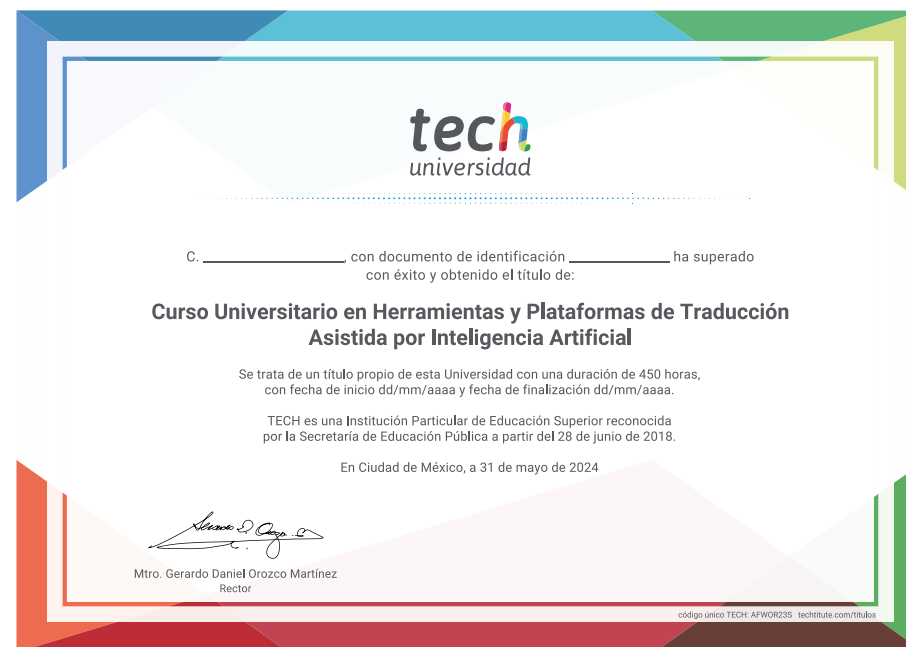 tech
universidad
C. ____________, con documento de identificación ____________ ha superado
con éxito y obtenido el título de:
Curso Universitario en Herramientas y Plataformas de Traducción
Asistida por Inteligencia Artificial
Se trata de un título propio de esta Universidad con una duración de 450 horas,
con fecha de inicio dd/mm/aaaa y fecha de finalización dd/mm/aaaa.
TECH es una Institución Particular de Educación Superior reconocida
por la Secretaría de Educación Pública a partir del 28 de junio de 2018.
En Ciudad de México, a 31 de mayo de 2024
Mtro. Gerardo Daniel Orozco Martínez
Rector
código único TECH: AFWOR23S techtitute.com/titulos